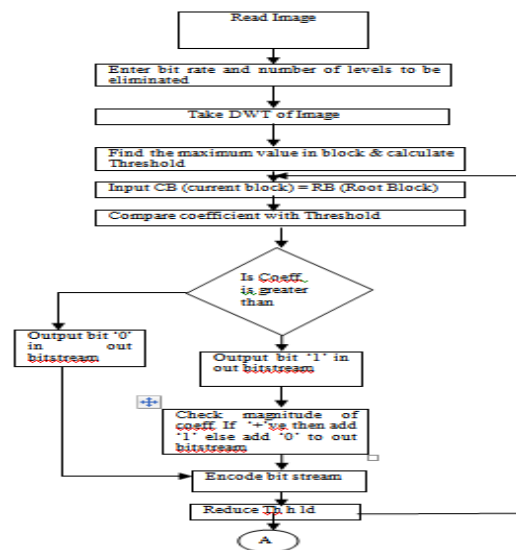 Read Image
Enter bit rate and number of levels to be
eliminated
Take DWT of Image
Find the maximum value in block & calculate
Threshold
Input CB (current block) = RB (Root Block)
Compare coefficient with Threshold
Is Coeff.
is greater
than
Output bit '0'
in out
bitstream
Output bit '1' in
out bitstream
Check magnitude of
coeff. If '+'ve then add
'1' else add '0' to out
bitstream
Encode bit stream
Reduce
A